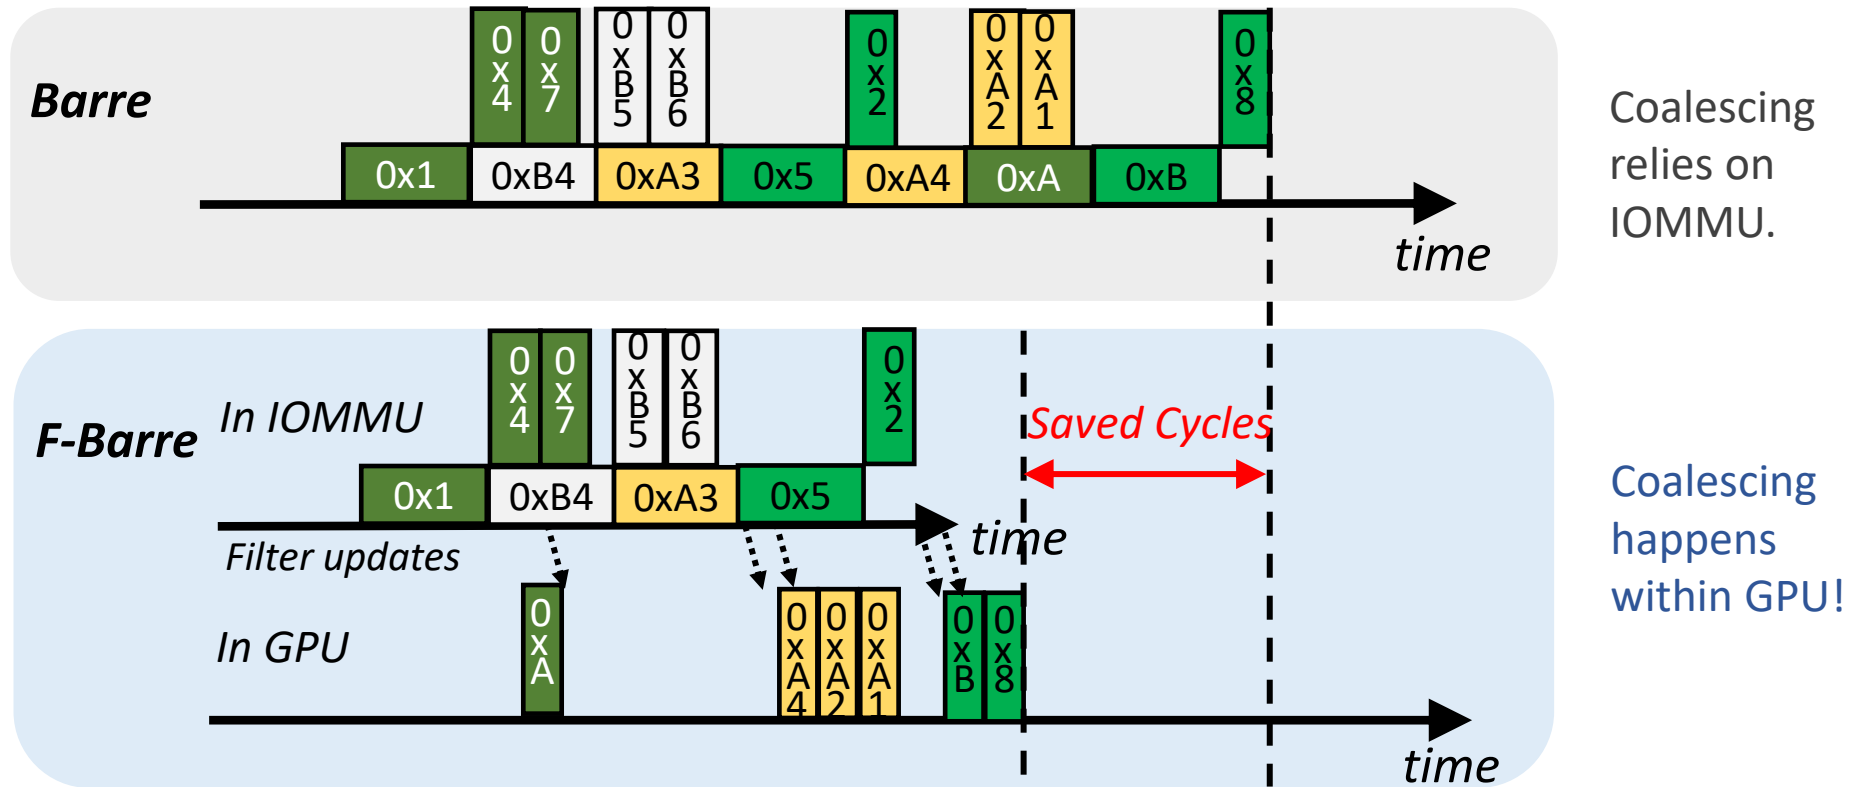 Barre
0x4
0x7
0xB5
0xB6
0x2
0xA2
0xA1
0x8
0x1
0xB4
0xA3
0x5
0xA4
0xA
0xB
time
Coalescing
relies on
IOMMU.
F-Barre
In IOMMU
0x4
0x7
0xB5
0xB6
0x2
Saved Cycles
0x1
0xB4
0xA3
0x5
time
Filter updates
In GPU
0xA
0xA4
0xA2
0xA1
0xB
0x8
time
Coalescing
happens
within GPU!